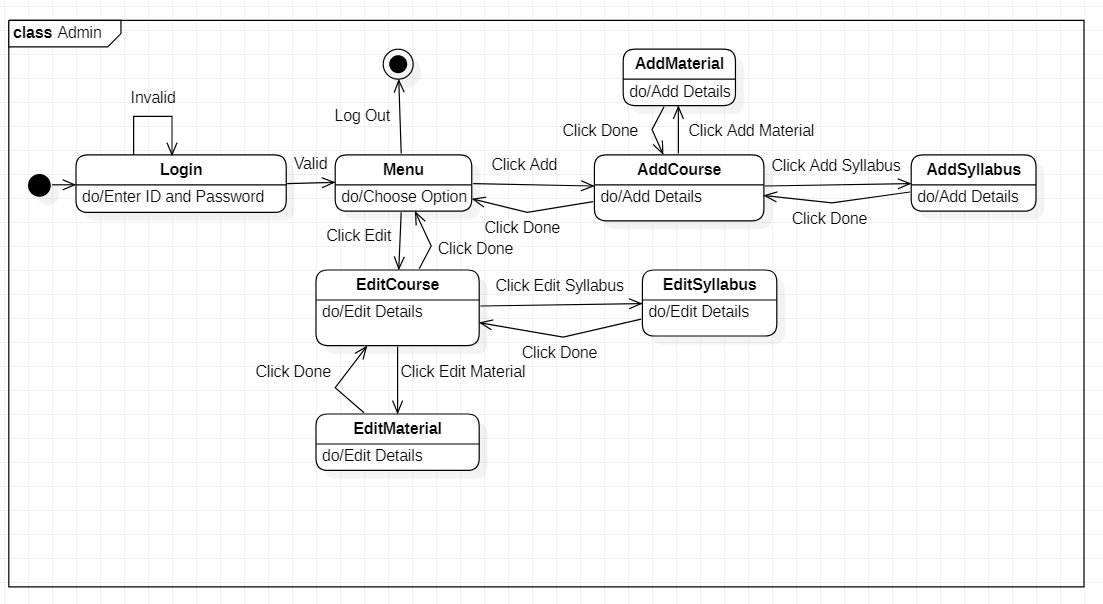 class Admin
Invalid
Login
do/Enter ID and Password
Valid
Log Out
Menu
do/Choose Option
Click Add
Click Done
AddMaterial
do/Add Details
Click Done
Click Add Material
AddCourse
do/Add Details
Click Add Syllabus
Click Done
AddSyllabus
do/Add Details
Click Edit
Click Done
EditCourse
do/Edit Details
Click Edit Syllabus
Click Done
EditSyllabus
do/Edit Details
Click Done
Click Edit Material
EditMaterial
do/Edit Details